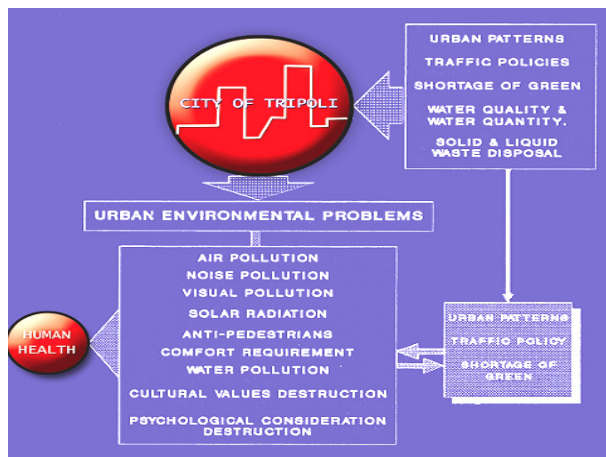 CITY OF TRIPOLI
URBAN PATTERNS
TRAFFIC POLICIES
SHORTAGE OF GREEN
WATER QUALITY &
WATER QUANTITY.
SOLID & LIQUID
WASTE DISPOSAL
URBAN ENVIRONMENTAL PROBLEMS
AIR POLLUTION
NOISE POLLUTION
VISUAL POLLUTION
SOLAR RADIATION
ANTI-PEDESTRIANS
COMFORT REQUIREMENT
WATER POLLUTION
CULTURAL VALUES DESTRUCTION
PSYCHOLOGICAL CONSIDERATION
DESTRUCTION
HUMAN
HEALTH
URBAN PATTERNS
TRAFFIC POLICY
SHORTAGE OF
GREEN